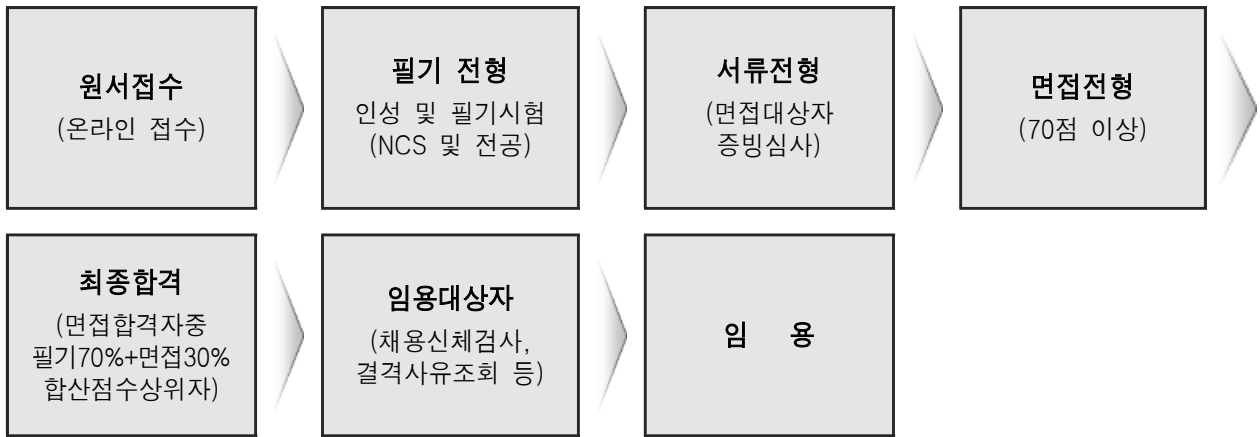 원서접수
(온라인 접수)
필기 전형
인성 및 필기시험
(NCS 및 전공)
서류전형
(면접대상자
증빙심사)
면접전형
(70점 이상)
최종합격
(면접합격자중
필기70%+면접30%
합산점수상위자)
임용대상자
(채용신체검사,
결격사유조회 등)
임 용